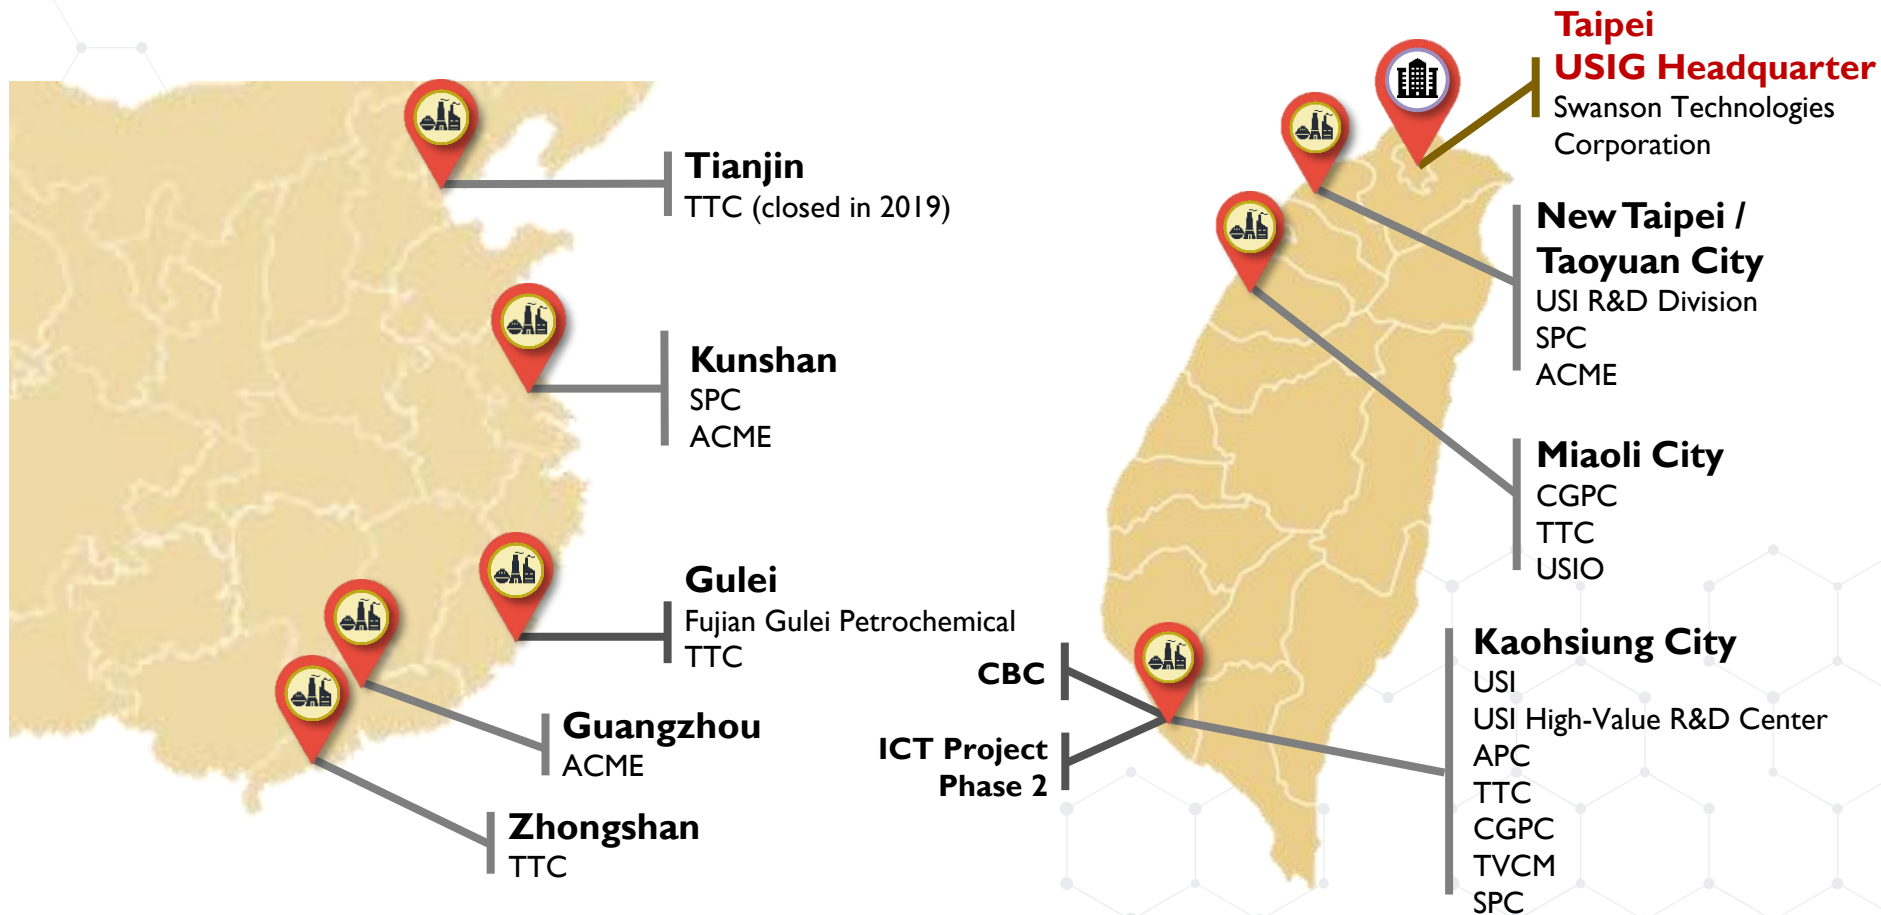 Tianjin
TTC (closed in 2019)
Kunshan
SPC
ACME
Gulei
Fujian Gulei Petrochemical
TTC
Guangzhou
ACME
Zhongshan
TTC
Taipei
USIG Headquarter
Swanson Technologies
Corporation
New Taipei /
Taoyuan City
USI R&D Division
SPC
ACME
Miaoli City
CGPC
TTC
USIO
CBC
ICT Project
Phase 2
Kaohsiung City
USI
USI High-Value R&D Center
APC
TTC
CGPC
TVCM
SPC